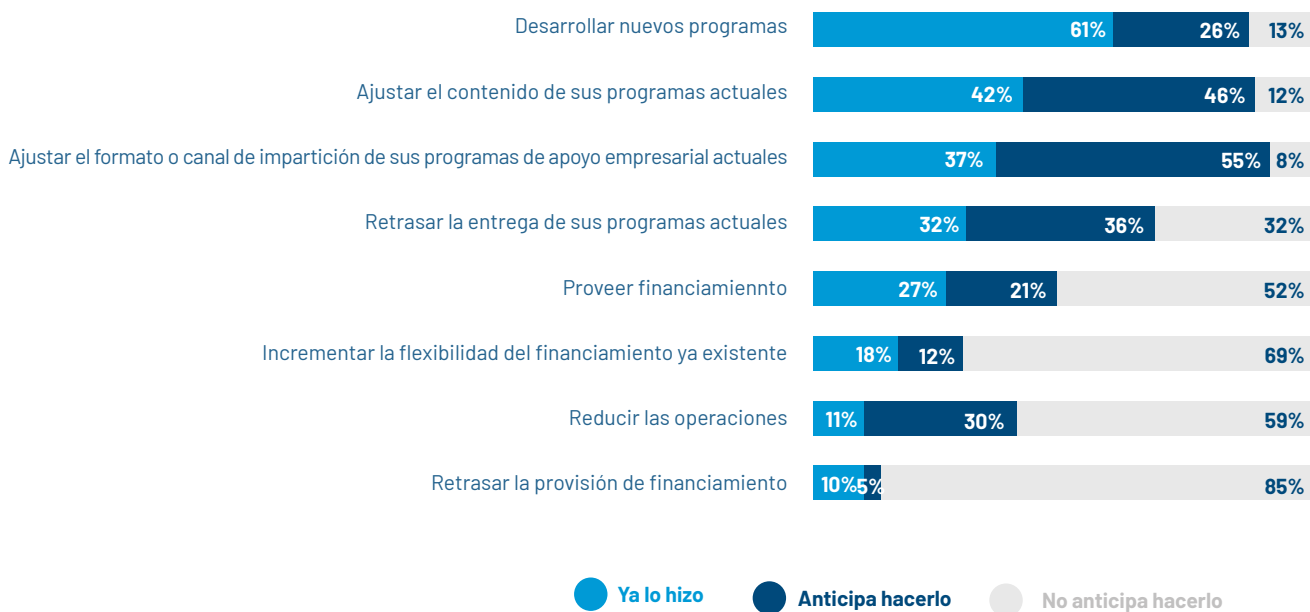 Desarrollar nuevos programas 61% 26% 13%
Ajustar el contenido de sus programas actuales 42% 46% 12%
Ajustar el formato o canal de impartición de sus programas de apoyo empresarial actuales 37% 55% 8%
Retrasar la entrega de sus programas actuales 32% 36% 32%
Proveer financiamiennto 27% 21% 52%
Incrementar la flexibilidad del financiamiento ya existente 18% 12% 69%
Reducir las operaciones 11% 30% 59%
Retrasar la provisión de financiamiento 10% 5% 85%
Ya lo hizo Anticipa hacerlo No anticipa hacerlo